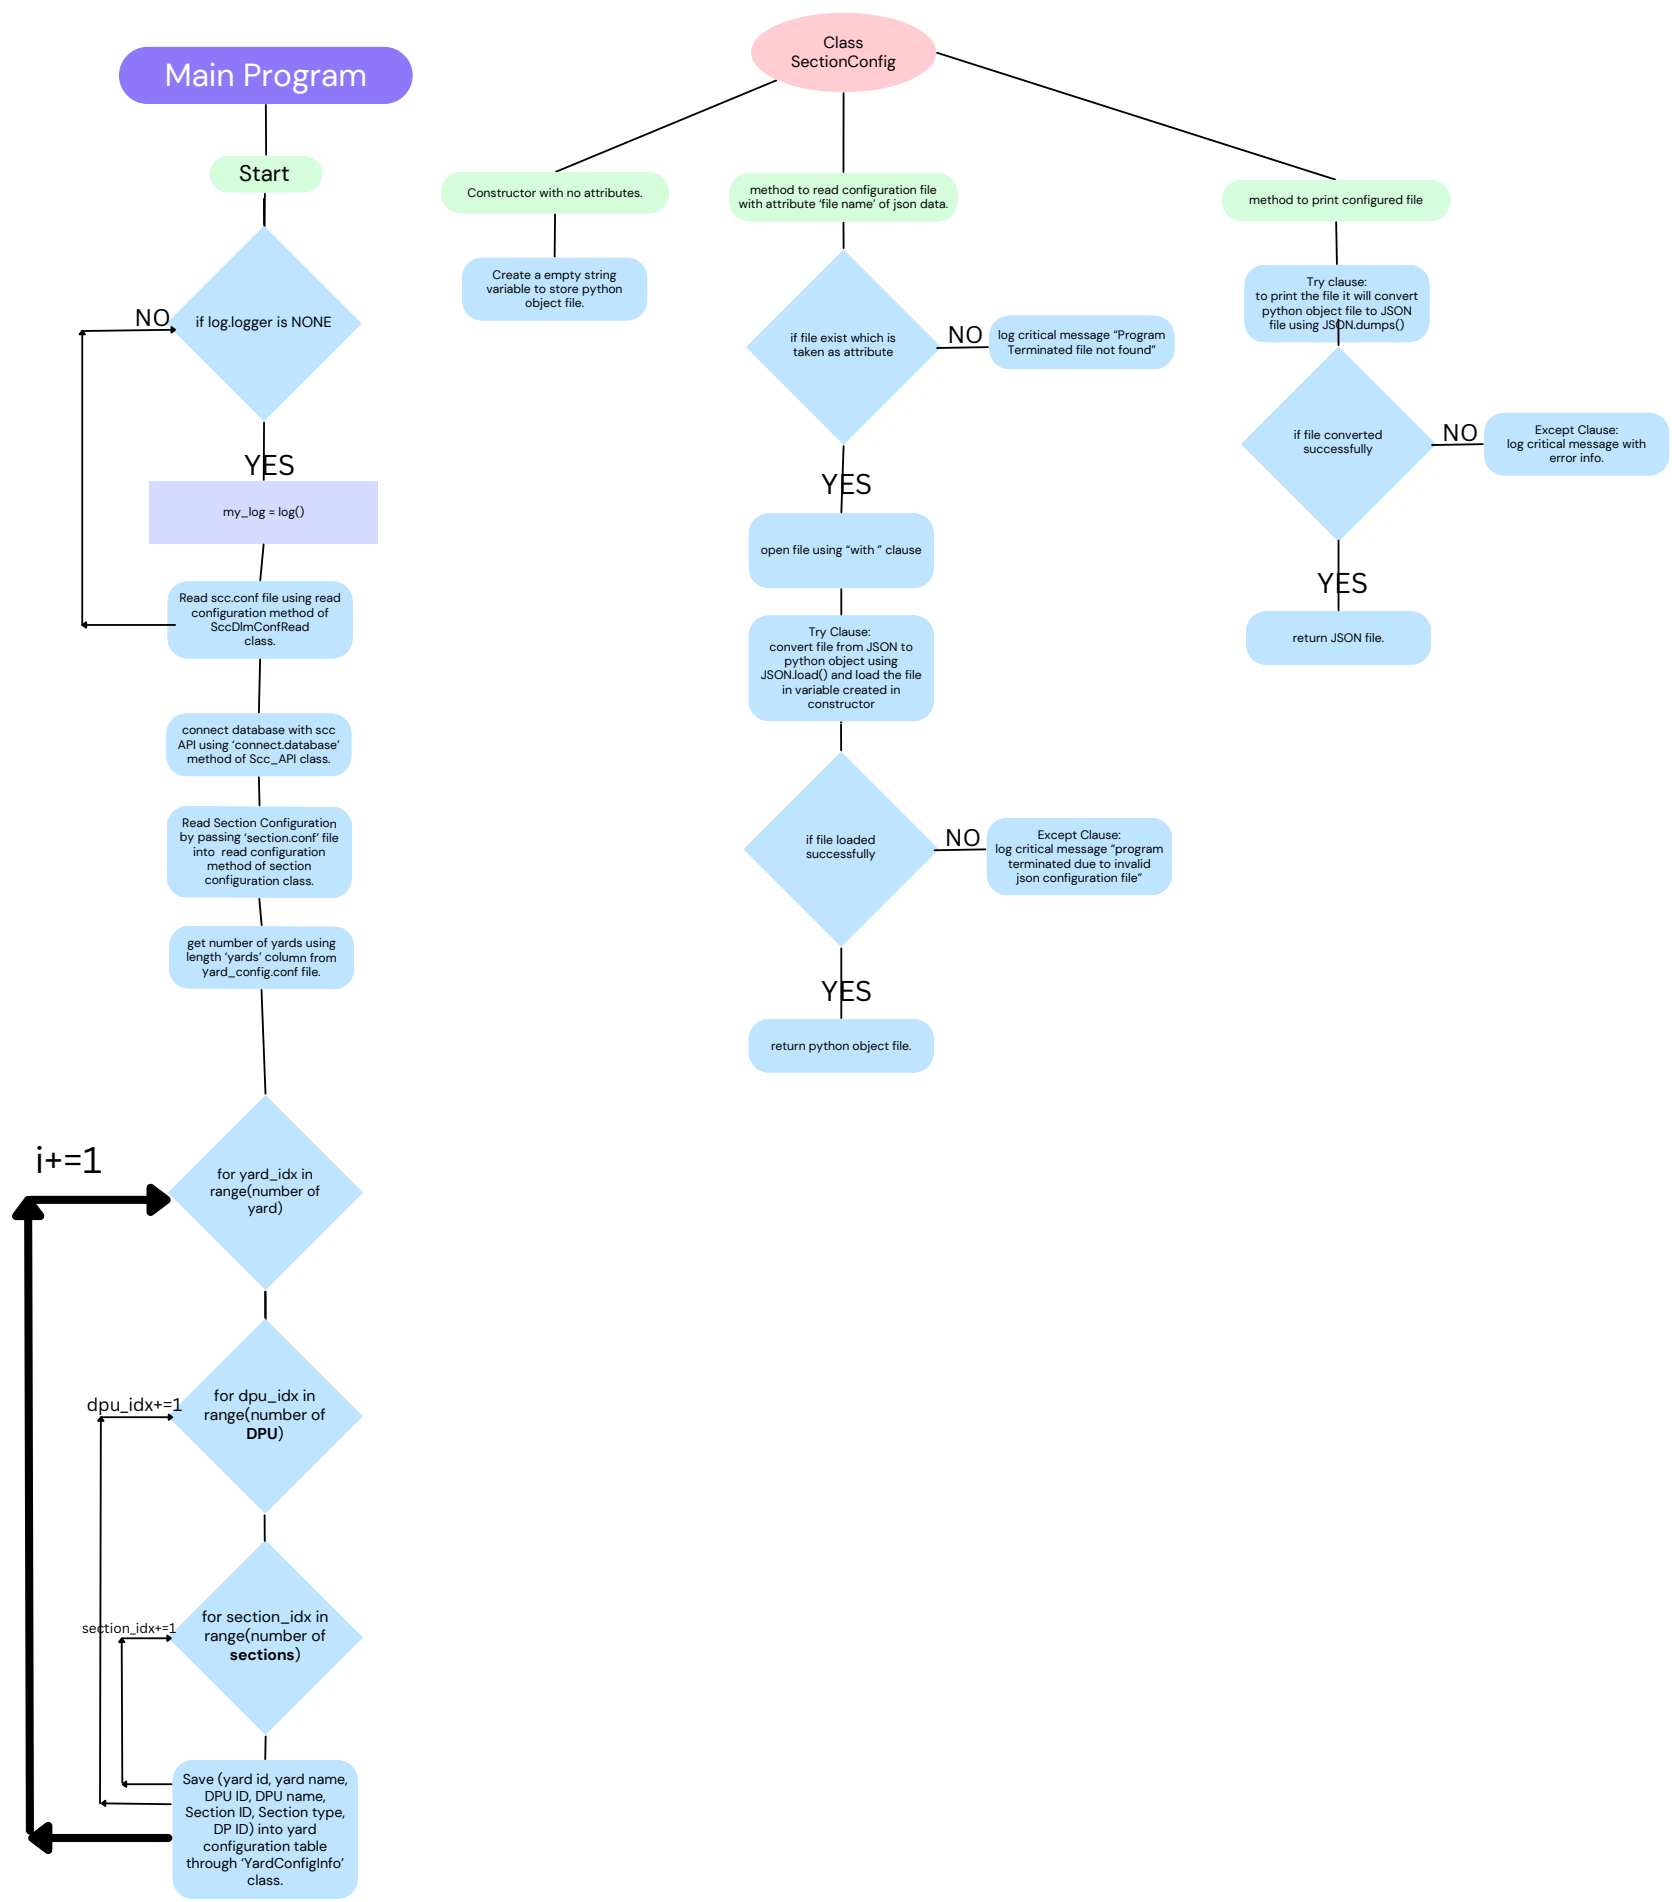 Main Program
Start
if log.logger is NONE
NO
YES
my_log = log()
Read scc.conf file using read
configuration method of
SccDlmConfRead
class.
connect database with scc
API using ‘connect.database’
method of Scc_API class.
Read Section Configuration
by passing ‘section.conf’ file
into read configuration
method of section
configuration class.
get number of yards using
length ‘yards’ column from
yard_config.conf file.
i+=1
for yard_idx in
range(number of
yard)
dpu_idx+=1
for dpu_idx in
range(number of
DPU)
section_idx+=1
for section_idx in
range(number of
sections)
Save (yard id, yard name,
DPU ID, DPU name,
Section ID, Section type,
DP ID) into yard
configuration table
through ‘YardConfigInfo’
class.
Class
SectionConfig
Constructor with no attributes.
Create a empty string
variable to store python
object file.
method to read configuration file
with attribute ‘file name’ of json data.
if file exist which is
taken as attribute
NO
log critical message “Program
Terminated file not found”
YES
open file using “with ” clause
Try Clause:
convert file from JSON to
python object using
JSON.load() and load the file
in variable created in
constructor
if file loaded
successfully
NO
Except Clause:
log critical message “program
terminated due to invalid
json configuration file”
YES
return python object file.
method to print configured file
Try clause:
to print the file it will convert
python object file to JSON
file using JSON.dumps()
if file converted
successfully
NO
Except Clause:
log critical message with
error info.
YES
return JSON file.